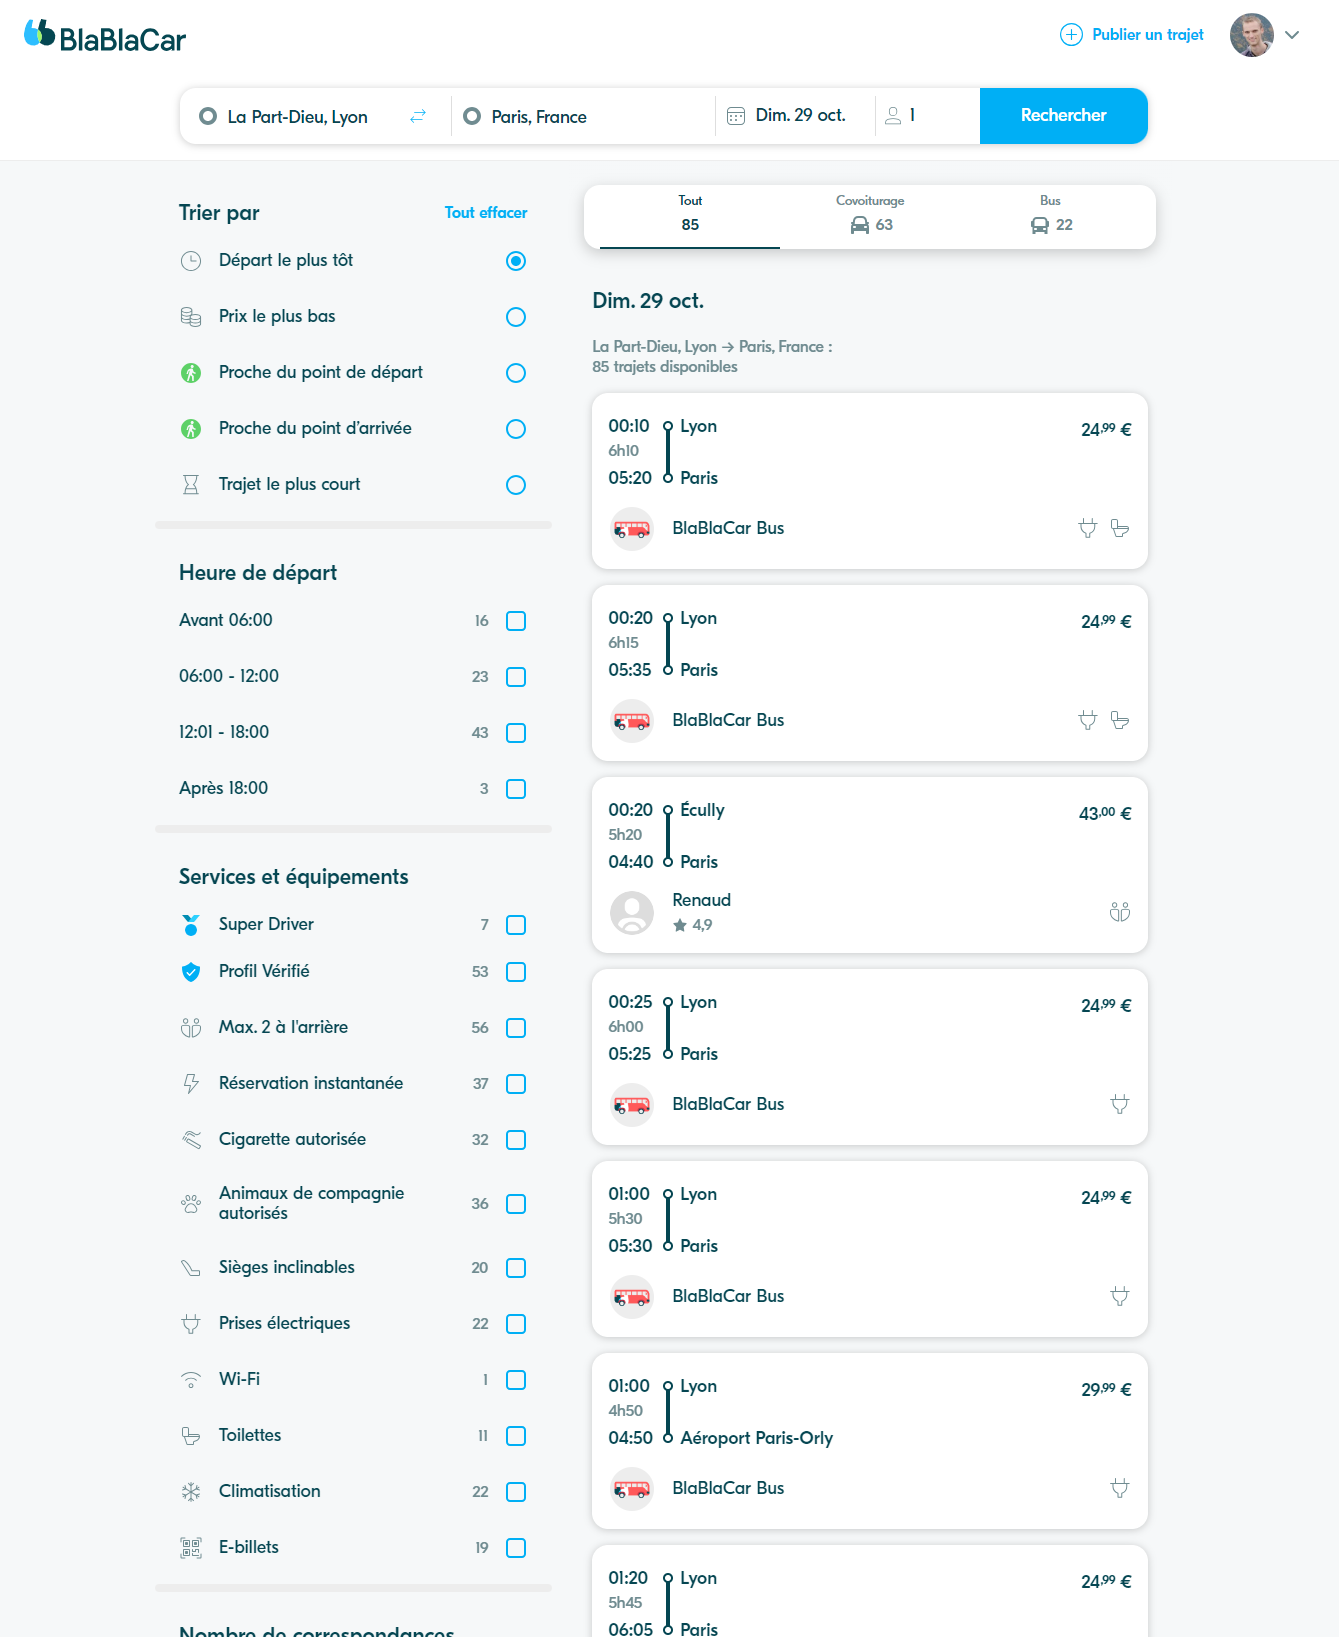 BlaBlaCar
Publier un trajet
La Part-Dieu, Lyon
Paris, France
Dim. 29 oct.
1
Rechercher
Trier par
Tout effacer
Départ le plus tôt
Prix le plus bas
Proche du point de départ
Proche du point d’arrivée
Trajet le plus court
Heure de départ
Avant 06:00 16
06:00 - 12:00 23
12:01 - 18:00 43
Après 18:00 3
Services et équipements
Super Driver 7
Profil Vérifié 53
Max. 2 à l'arrière 56
Réservation instantanée 37
Cigarette autorisée 32
Animaux de compagnie
autorisés 36
Sièges inclinables 20
Prises électriques 22
Wi-Fi 1
Toilettes 11
Climatisation 22
E-billets 19
Nombre de correspondances
Tout
85
Covoiturage
63
Bus
22
Dim. 29 oct.
La Part-Dieu, Lyon → Paris, France :
85 trajets disponibles
00:10 Lyon 24,99 €
6h10
05:20 Paris
BlaBlaCar Bus
00:20 Lyon 24,99 €
6h15
05:35 Paris
BlaBlaCar Bus
00:20 Écully 43,00 €
5h20
04:40 Paris
Renaud
★ 4,9
00:25 Lyon 24,99 €
6h00
05:25 Paris
BlaBlaCar Bus
01:00 Lyon 24,99 €
5h30
05:30 Paris
BlaBlaCar Bus
01:00 Lyon 29,99 €
4h50
04:50 Aéroport Paris-Orly
BlaBlaCar Bus
01:20 Lyon 24,99 €
5h45
06:05 Paris